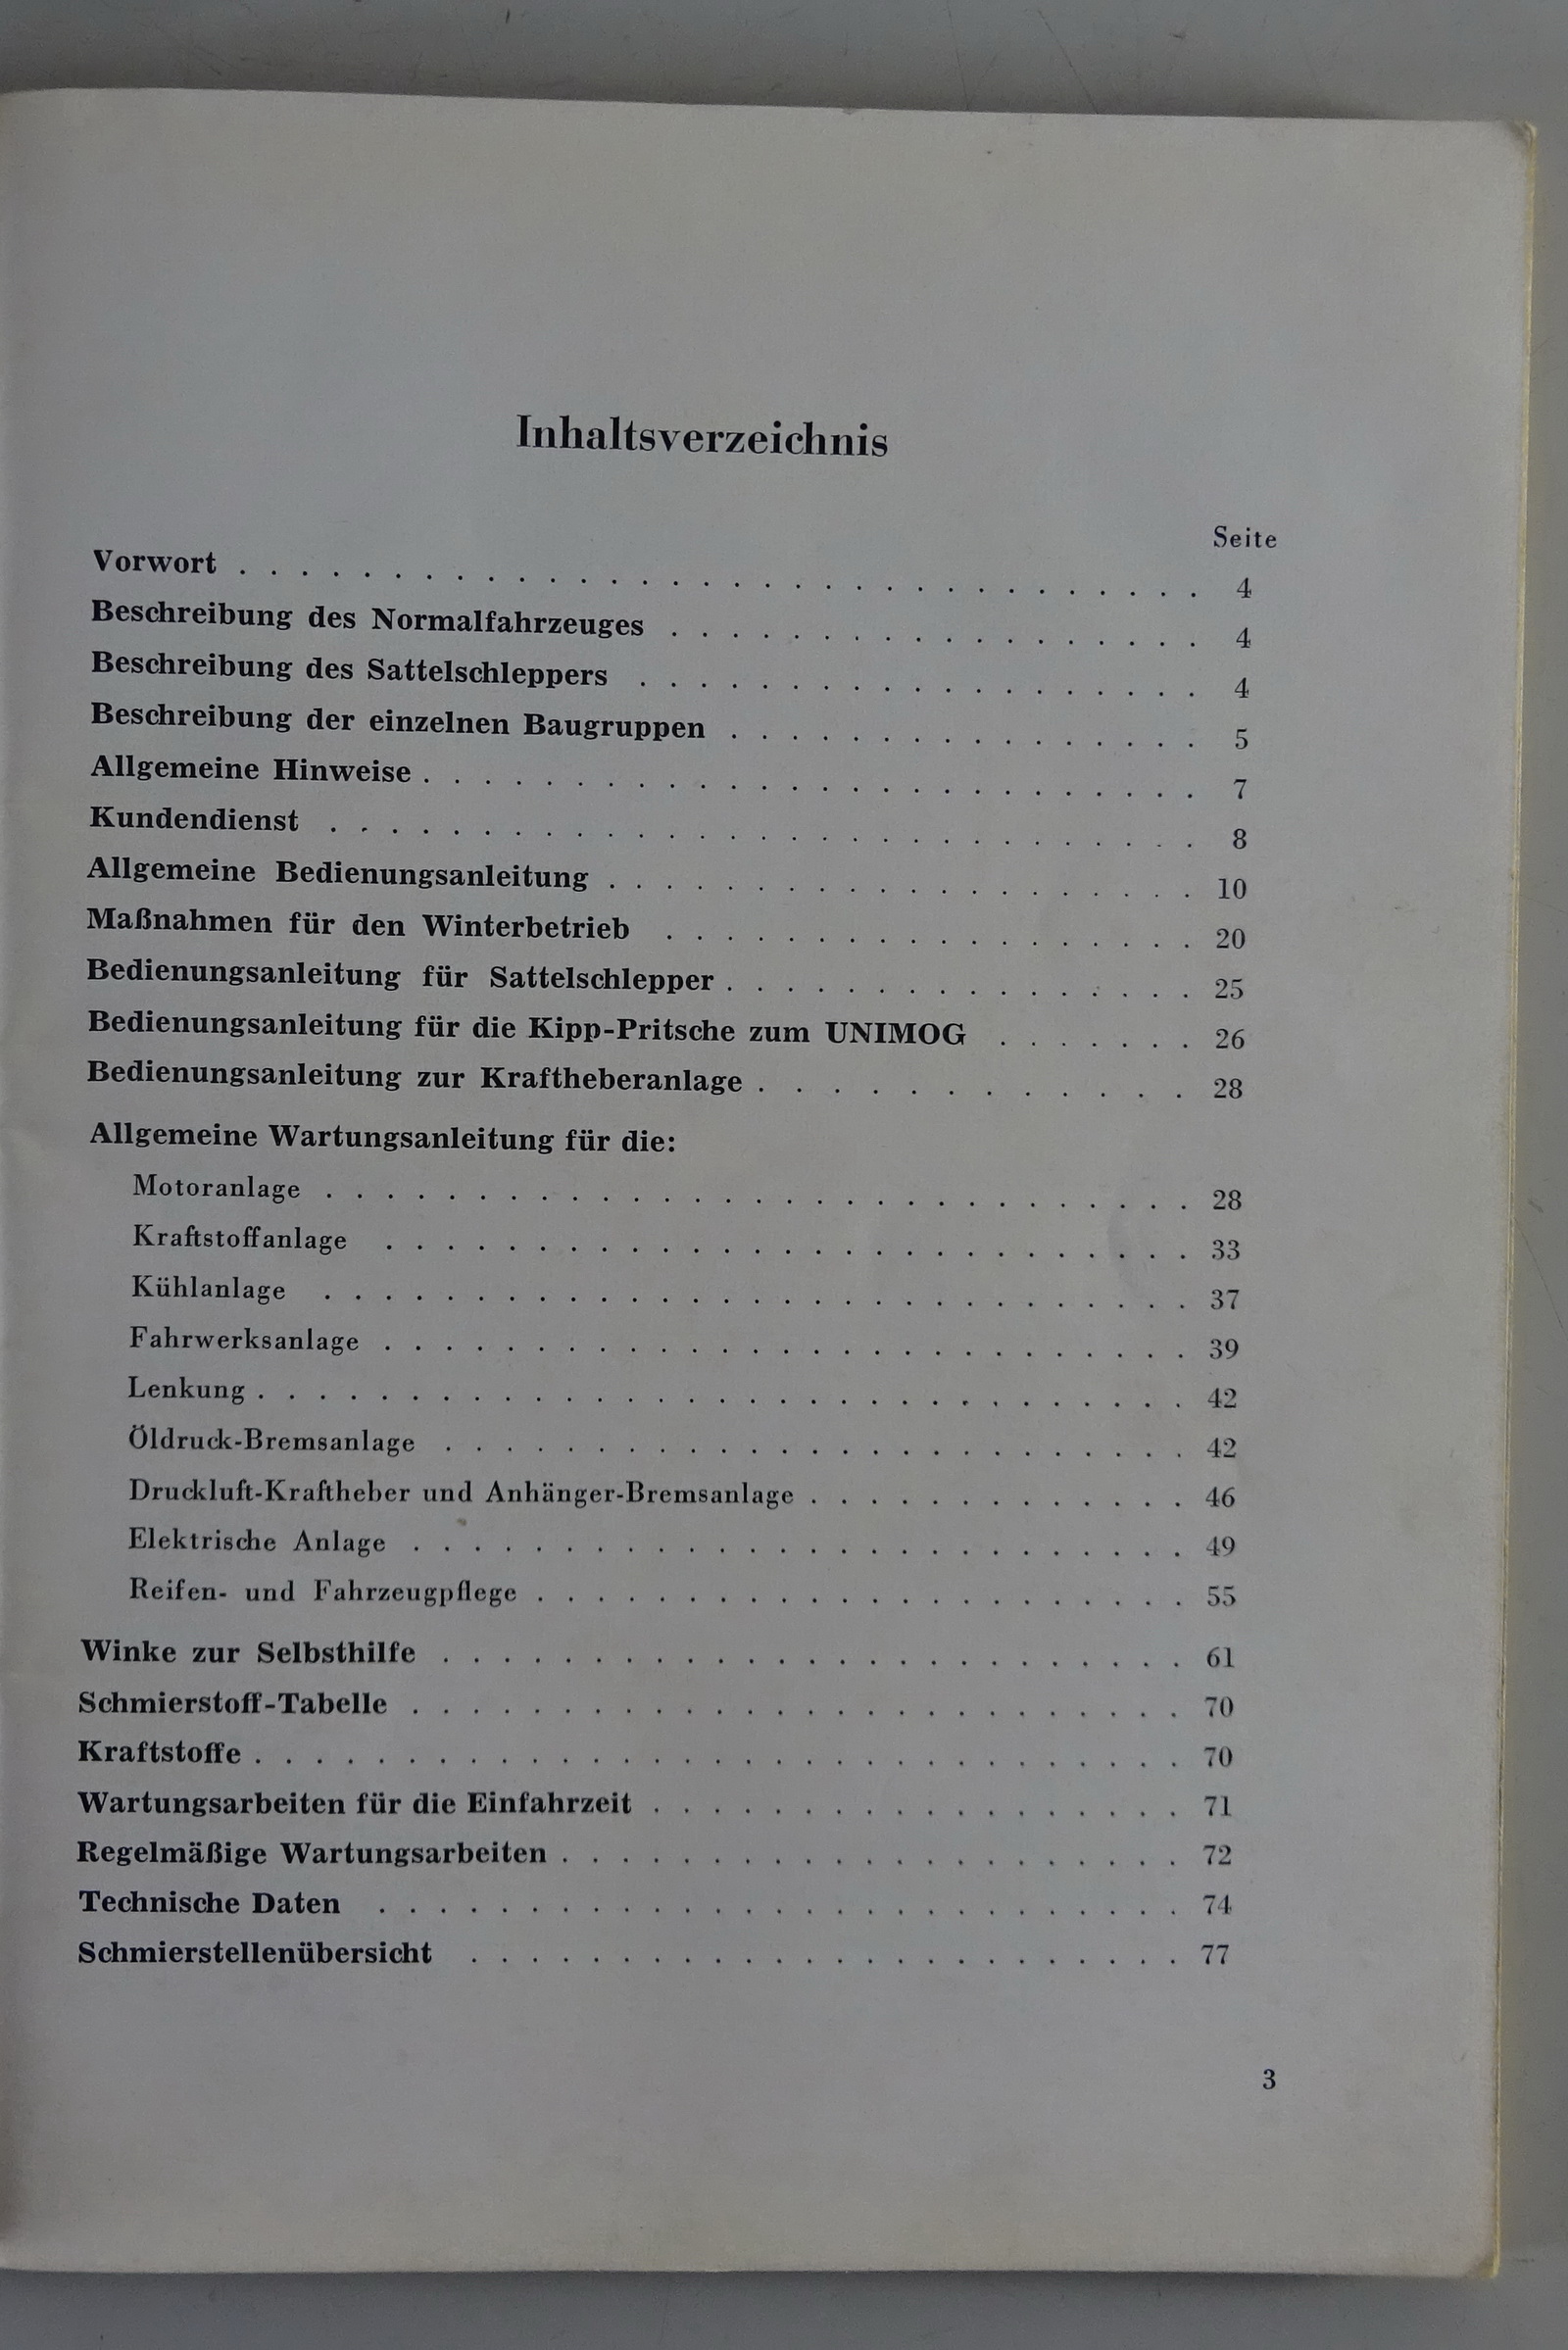 Inhaltsverzeichnis
Seite
Vorwort . . . . . . . . . . . . . . . . . . . . . . . . . . . . . . . . 4
Beschreibung des Normalfahrzeuges . . . . . . . . . . . . . . . . . . 4
Beschreibung des Sattelschleppers . . . . . . . . . . . . . . . . . . . 4
Beschreibung der einzelnen Baugruppen . . . . . . . . . . . . . . . . 5
Allgemeine Hinweise . . . . . . . . . . . . . . . . . . . . . . . . . . 7
Kundendienst . . . . . . . . . . . . . . . . . . . . . . . . . . . . . 8
Allgemeine Bedienungsanleitung . . . . . . . . . . . . . . . . . . . . 10
Maßnahmen für den Winterbetrieb . . . . . . . . . . . . . . . . . . 20
Bedienungsanleitung für Sattelschlepper . . . . . . . . . . . . . . . . 25
Bedienungsanleitung für die Kipp-Pritsche zum UNIMOG . . . . . . . 26
Bedienungsanleitung zur Kraftheberanlage . . . . . . . . . . . . 28
Allgemeine Wartungsanleitung für die:
Motoranlage . . . . . . . . . . . . . . . . . . . . . . . . . . . . . 28
Kraftstoffanlage . . . . . . . . . . . . . . . . . . . . . . . . . . . 33
Kühlanlage . . . . . . . . . . . . . . . . . . . . . . . . . . . . . 37
Fahrwerksanlage . . . . . . . . . . . . . . . . . . . . . . . . . . . 39
Lenkung . . . . . . . . . . . . . . . . . . . . . . . . . . . . . . . 42
Öldruck-Bremsanlage . . . . . . . . . . . . . . . . . . . . . . . . . 42
Druckluft-Kraftheber und Anhänger-Bremsanlage . . . . . . . . . . . . . 46
Elektrische Anlage . . . . . . . . . . . . . . . . . . . . . . . . . . 49
Reifen- und Fahrzeugpflege . . . . . . . . . . . . . . . . . . . . . . 55
Winke zur Selbsthilfe . . . . . . . . . . . . . . . . . . . . . . . . . 61
Schmierstoff-Tabelle . . . . . . . . . . . . . . . . . . . . . . . . . . 70
Kraftstoffe . . . . . . . . . . . . . . . . . . . . . . . . . . . . . . . 70
Wartungsarbeiten für die Einfahrzeit . . . . . . . . . . . . . . . . . . 71
Regelmäßige Wartungsarbeiten . . . . . . . . . . . . . . . . . . . . . 72
Technische Daten . . . . . . . . . . . . . . . . . . . . . . . . . . . 74
Schmierstellenübersicht . . . . . . . . . . . . . . . . . . . . . . . . 77
3